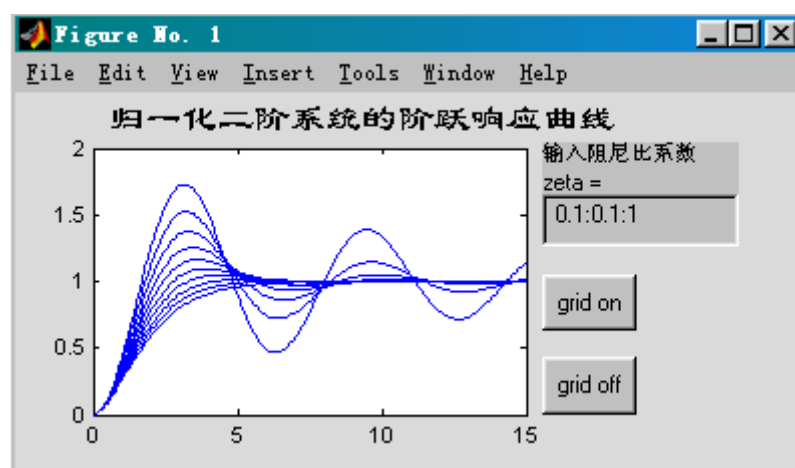 Figure No. 1
File Edit View Insert Tools Window Help
归一化二阶系统的阶跃响应曲线
输入阻尼比系数
zeta =
0.1:0.1:1
grid on
grid off
2
1.5
1
0.5
0
0 5 10 15